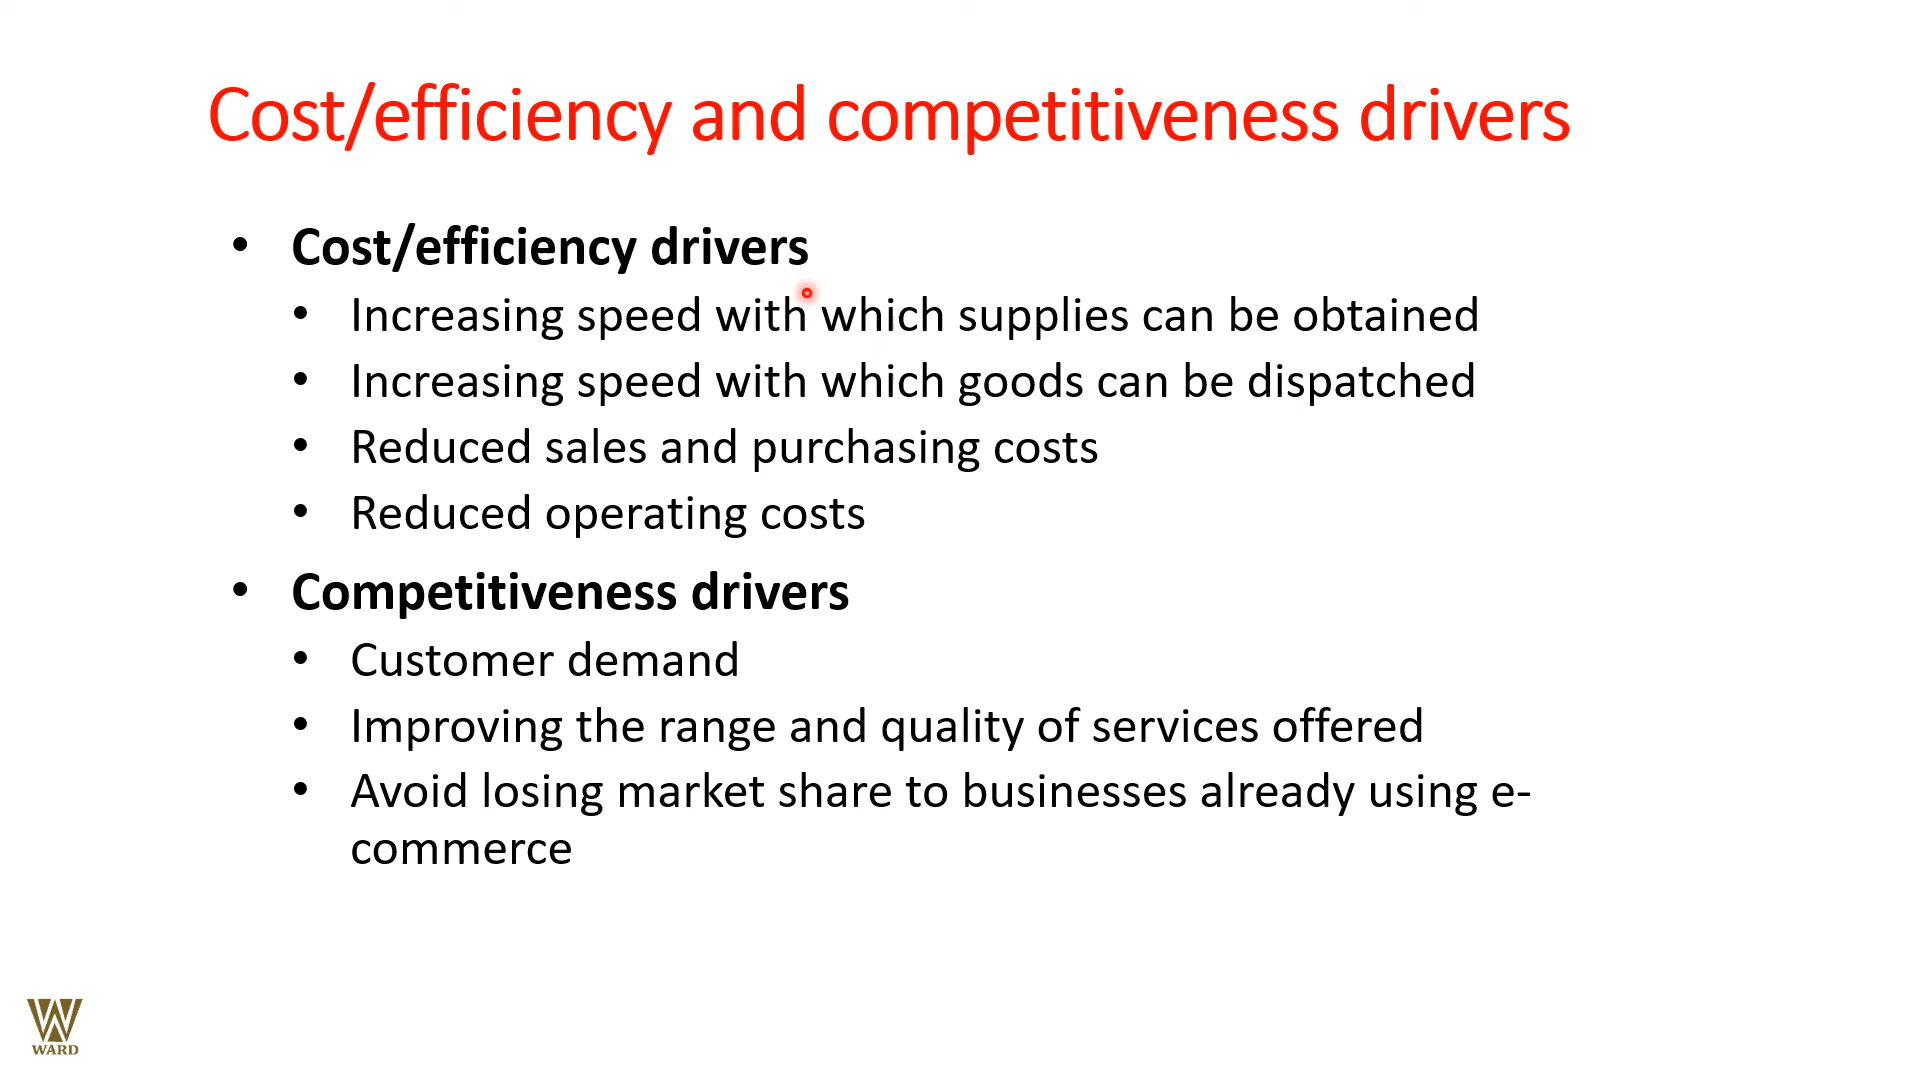 Cost/efficiency and competitiveness drivers
• Cost/efficiency drivers
• Increasing speed with which supplies can be obtained
• Increasing speed with which goods can be dispatched
• Reduced sales and purchasing costs
• Reduced operating costs
• Competitiveness drivers
• Customer demand
• Improving the range and quality of services offered
• Avoid losing market share to businesses already using e-
commerce
WARD